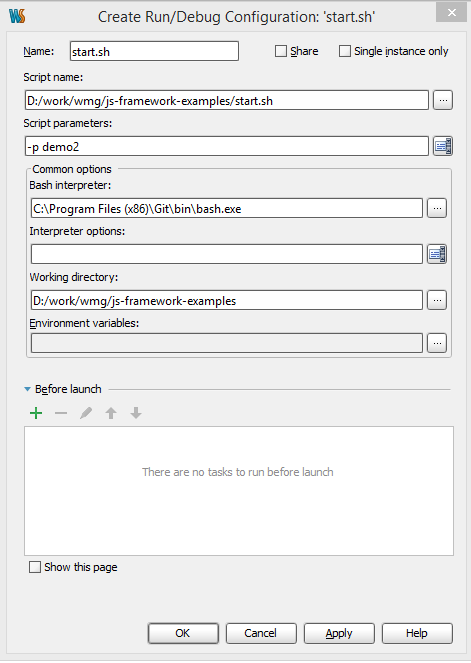 WS Create Run/Debug Configuration: 'start.sh'
Name: start.sh Share Single instance only
Script name:
D:/work/wmg/js-framework-examples/start.sh ...
Script parameters:
-p demo2
Common options
Bash interpreter:
C:\Program Files (x86)\Git\bin\bash.exe ...
Interpreter options:
Working directory:
D:/work/wmg/js-framework-examples ...
Environment variables:
...
Before launch
There are no tasks to run before launch
Show this page
OK Cancel Apply Help